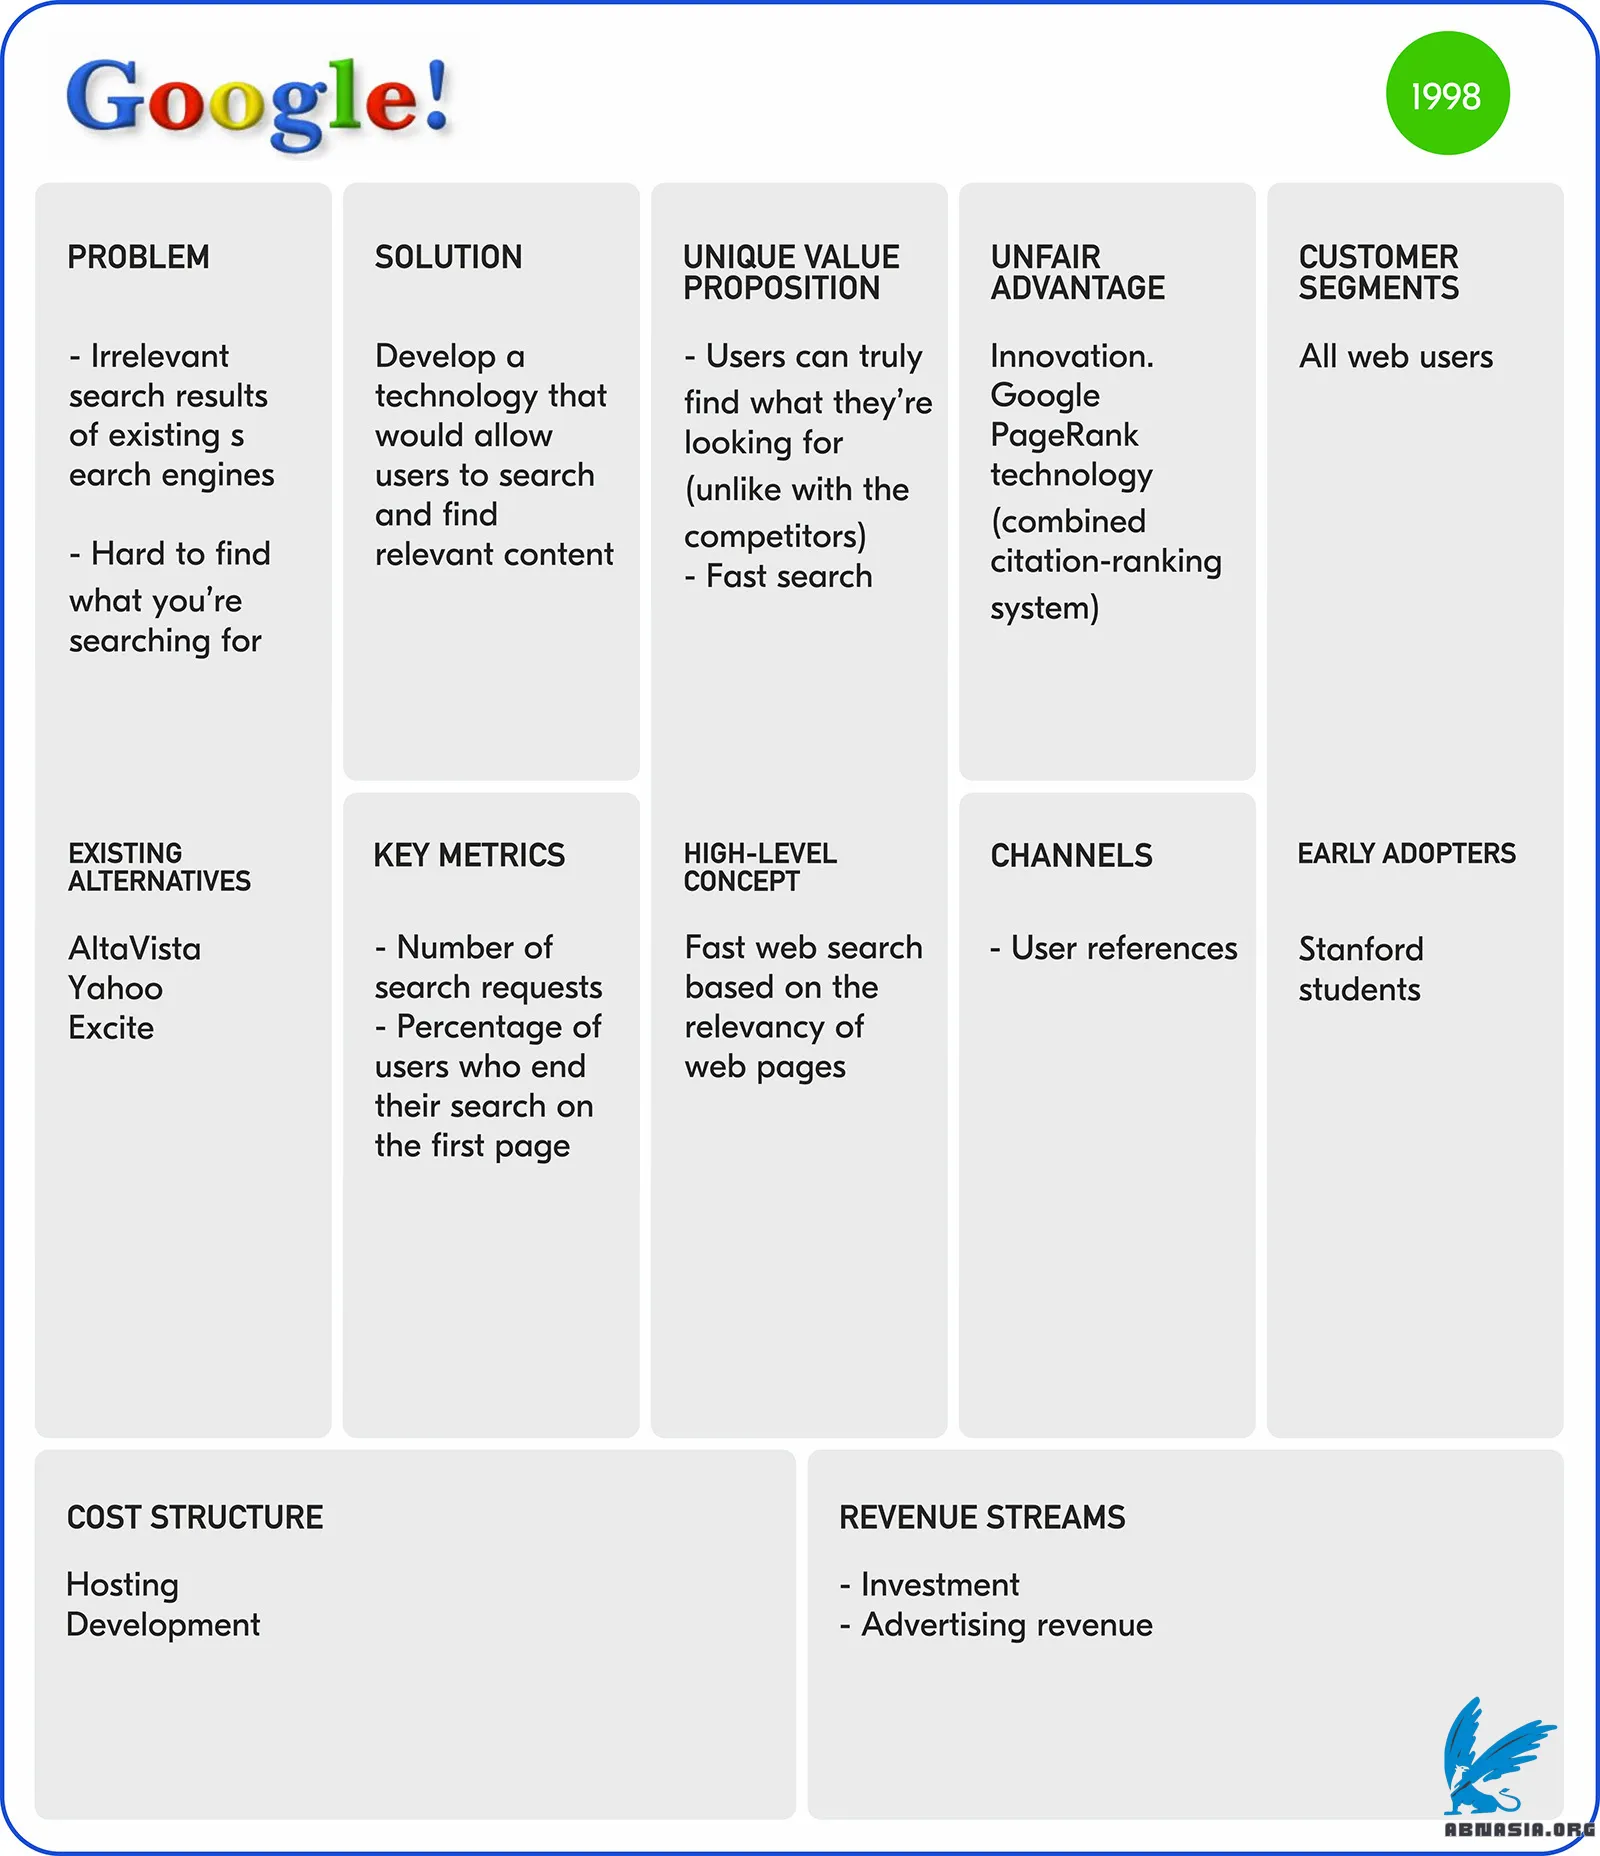 Google!
1998
PROBLEM
- Irrelevant
search results
of existing s
earch engines
- Hard to find
what you’re
searching for
EXISTING
ALTERNATIVES
AltaVista
Yahoo
Excite
SOLUTION
Develop a
technology that
would allow
users to search
and find
relevant content
KEY METRICS
- Number of
search requests
- Percentage of
users who end
their search on
the first page
UNIQUE VALUE
PROPOSITION
- Users can truly
find what they’re
looking for
(unlike with the
competitors)
- Fast search
HIGH-LEVEL
CONCEPT
Fast web search
based on the
relevancy of
web pages
UNFAIR
ADVANTAGE
Innovation.
Google
PageRank
technology
(combined
citation-ranking
system)
CHANNELS
- User references
CUSTOMER
SEGMENTS
All web users
EARLY ADOPTERS
Stanford
students
COST STRUCTURE
Hosting
Development
REVENUE STREAMS
- Investment
- Advertising revenue
ABNASIA.ORG